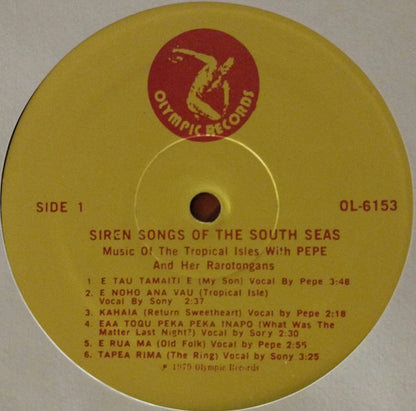 OLYMPIC RECORDS
SIDE 1
OL-6153
SIREN SONGS OF THE SOUTH SEAS
Music Of The Tropical Isles With PEPE
And Her Rarotongans
1. E TAU TAMAITI E (My Son) Vocal By Pepe 3:48
2. E NOHO ANA VAU (Tropical Isle)
Vocal By Sony 2:37
3. KAHAIA (Return Sweetheart) Vocal by Pepe 2:18
4. EAA TOQU PEKA PEKA INAPO (What Was The
Matter Last Night?) Vocal by Sony 2:30
5. E RUA MA (Old Folk) Vocal by Pepe 2:55
6. TAPEA RIMA (The Ring) Vocal by Sony 3:25
℗ 1979 Olympic Records